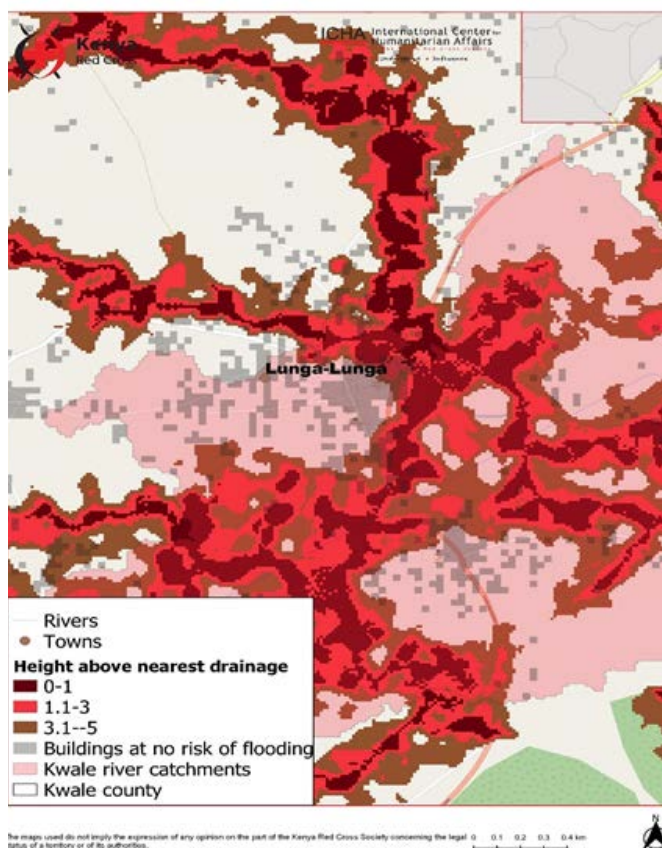 Kenya
Red Cross
ICHA International Center for
Humanitarian Affairs
Lunga-Lunga
Rivers
Towns
Height above nearest drainage
0-1
1.1-3
3.1--5
Buildings at no risk of flooding
Kwale river catchments
Kwale county
The maps used do not imply the expression of any opinion on the part of the Kenya Red Cross Society concerning the legal
status of a territory or of its authorities.
0 0.1 0.2 0.3 0.4 km
N